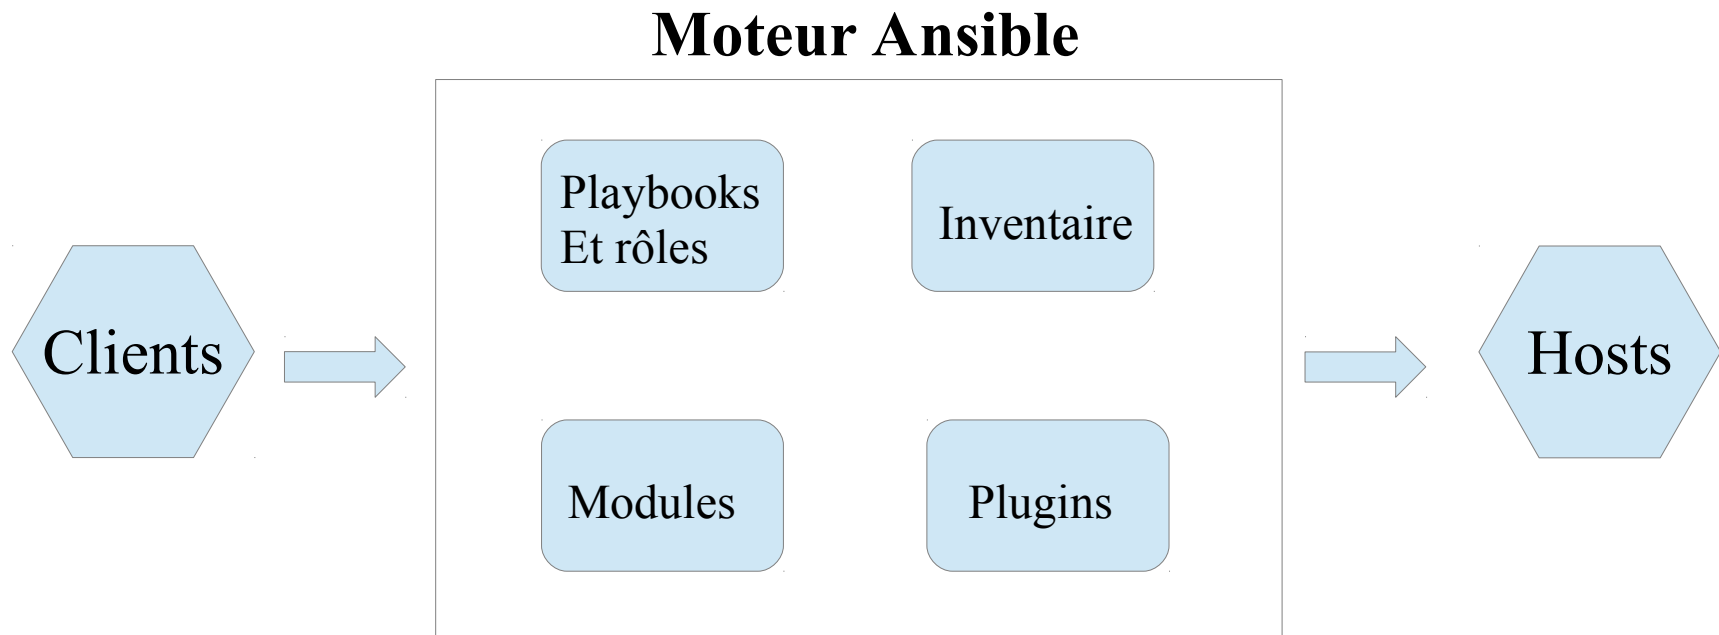 Moteur Ansible
Playbooks
Et rôles
Inventaire
Clients
Hosts
Modules
Plugins